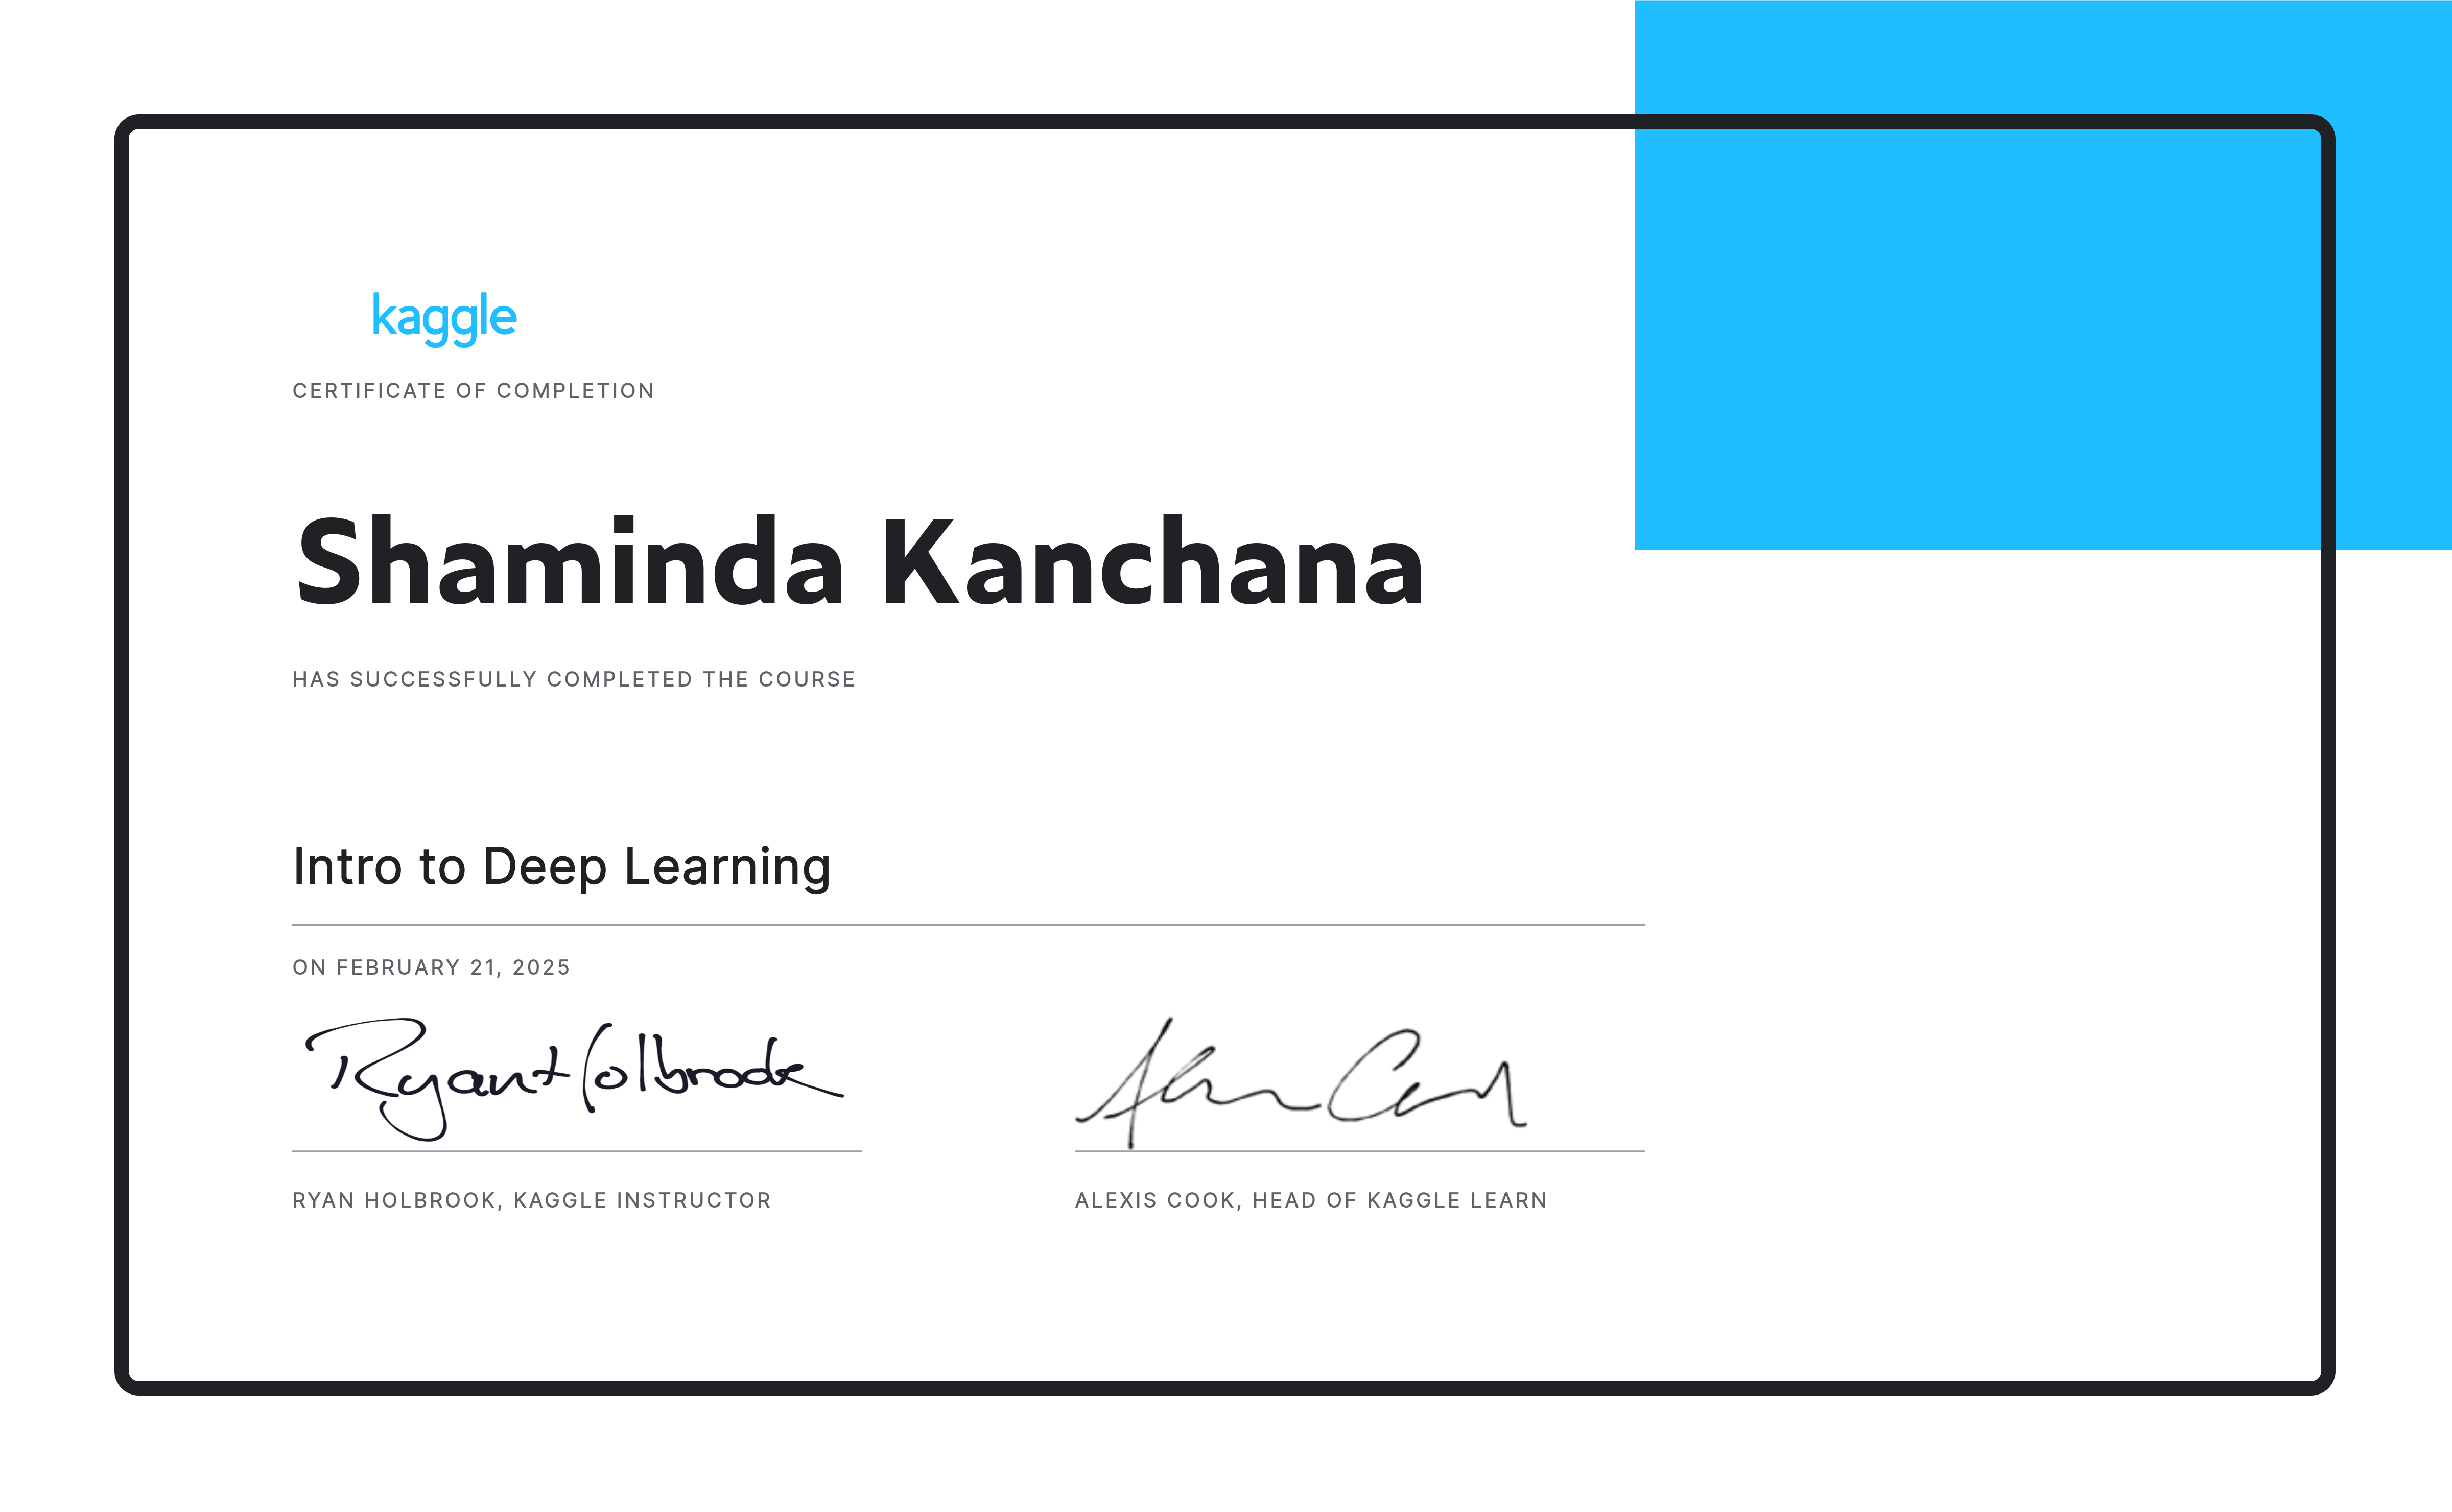 kaggle
CERTIFICATE OF COMPLETION
Shaminda Kanchana
HAS SUCCESSFULLY COMPLETED THE COURSE
Intro to Deep Learning
ON FEBRUARY 21, 2025
Ryan Holbrook
RYAN HOLBROOK, KAGGLE INSTRUCTOR
ALEXIS COOK, HEAD OF KAGGLE LEARN